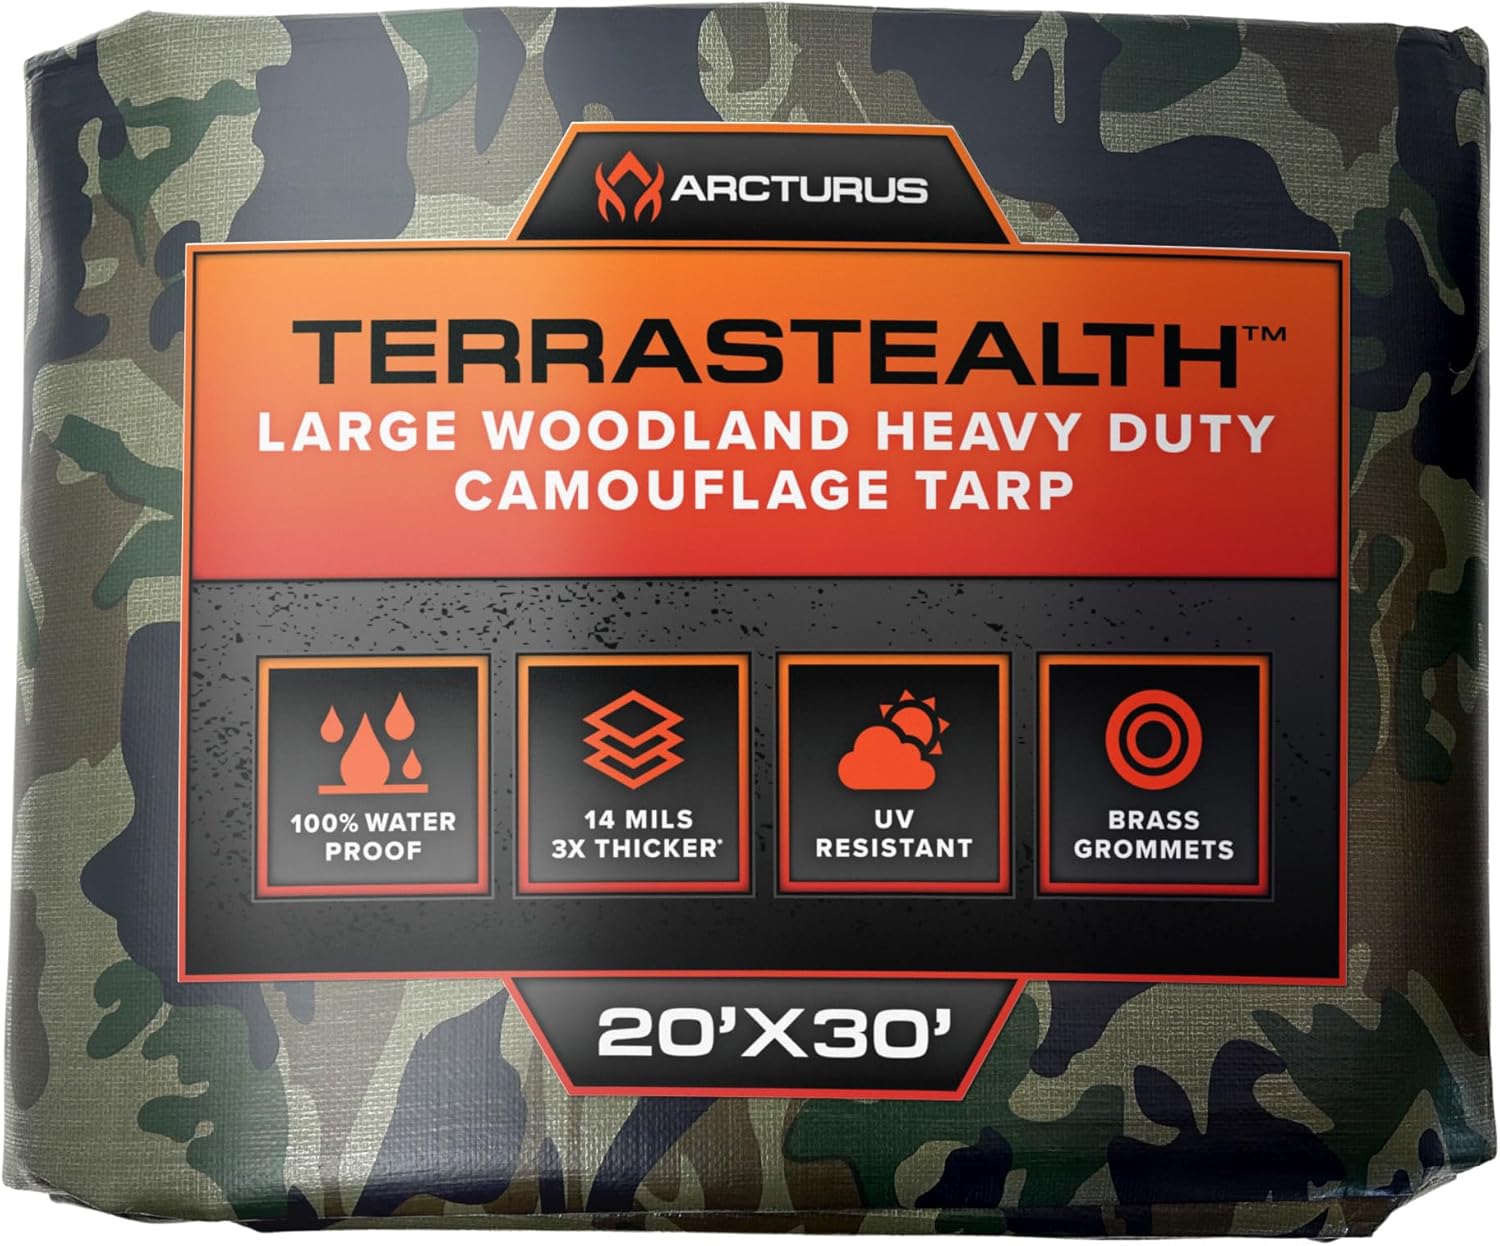 ARCTURUS
TERRASTEALTH™
LARGE WOODLAND HEAVY DUTY
CAMOUFLAGE TARP
100% WATER
PROOF
14 MILS
3X THICKER*
UV
RESISTANT
BRASS
GROMMETS
20'X30'